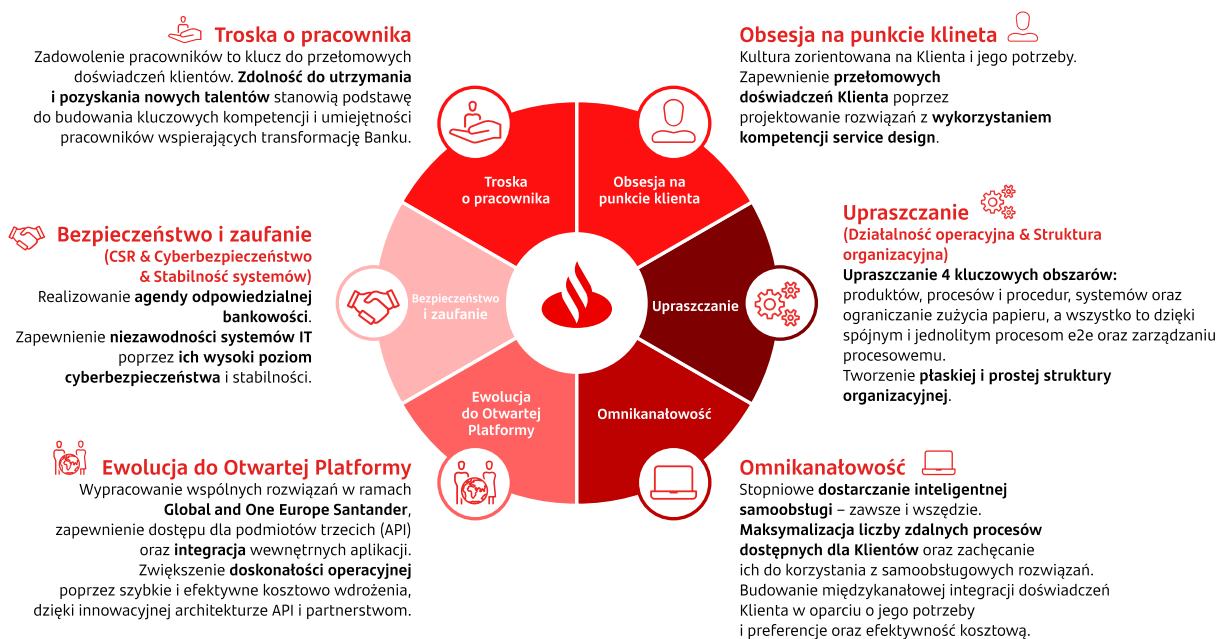 Troska o pracownika
Zadowolenie pracowników to klucz do przełomowych
doświadczeń klientów. Zdolność do utrzymania
i pozyskania nowych talentów stanowią podstawę
do budowania kluczowych kompetencji i umiejętności
pracowników wspierających transformację Banku.
Obsesja na punkcie klineta
Kultura zorientowana na Klienta i jego potrzeby.
Zapewnienie przełomowych
doświadczeń Klienta poprzez
projektowanie rozwiązań z wykorzystaniem
kompetencji service design.
Troska
o pracownika
Obsesja na
punkcie klienta
Bezpieczeństwo i zaufanie
(CSR & Cyberbezpieczeństwo
& Stabilność systemów)
Realizowanie agendy odpowiedzialnej
bankowości.
Zapewnienie niezawodności systemów IT
poprzez ich wysoki poziom
cyberbezpieczeństwa i stabilności.
Bezpieczeństwo
i zaufanie
Upraszczanie
Upraszczanie
(Działalność operacyjna & Struktura
organizacyjna)
Upraszczanie 4 kluczowych obszarów:
produktów, procesów i procedur, systemów oraz
ograniczanie zużycia papieru, a wszystko to dzięki
spójnym i jednolitym procesom e2e oraz zarządzaniu
procesowemu.
Tworzenie płaskiej i prostej struktury
organizacyjnej.
Ewolucja
do Otwartej
Platformy
Omnikanałowość
Ewolucja do Otwartej Platformy
Wypracowanie wspólnych rozwiązań w ramach
Global and One Europe Santander,
zapewnienie dostępu dla podmiotów trzecich (API)
oraz integracja wewnętrnych aplikacji.
Zwiększenie doskonałości operacyjnej
poprzez szybkie i efektywne kosztowo wdrożenia,
dzięki innowacyjnej architekturze API i partnerstwom.
Omnikanałowość
Stopniowe dostarczanie inteligentnej
samoobsługi – zawsze i wszędzie.
Maksymalizacja liczby zdalnych procesów
dostępnych dla Klientów oraz zachęcanie
ich do korzystania z samoobsługowych rozwiązań.
Budowanie międzykanałowej integracji doświadczeń
Klienta w oparciu o jego potrzeby
i preferencje oraz efektywność kosztową.